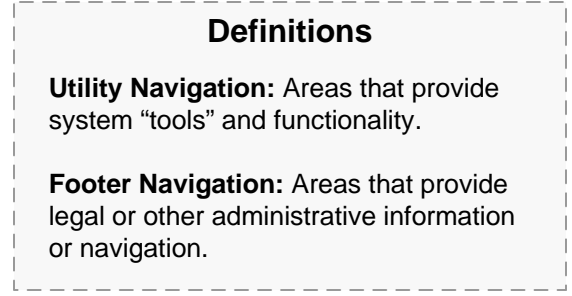 Definitions
Utility Navigation: Areas that provide
system “tools” and functionality.
Footer Navigation: Areas that provide
legal or other administrative information
or navigation.